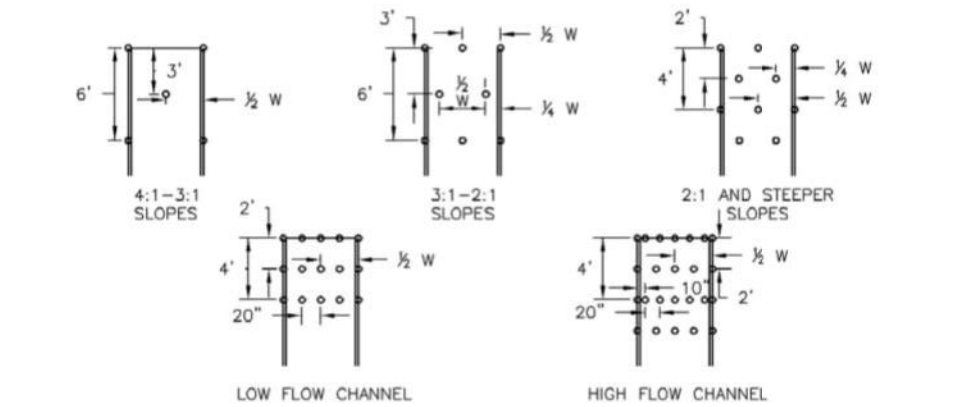 3'
6'
½ W
4:1-3:1
SLOPES
3'
½ W
6'
½
W
¼ W
3:1-2:1
SLOPES
2'
4'
¼ W
½ W
2:1 AND STEEPER
SLOPES
2'
4'
½ W
20"
LOW FLOW CHANNEL
4'
½ W
10"
2'
20"
HIGH FLOW CHANNEL